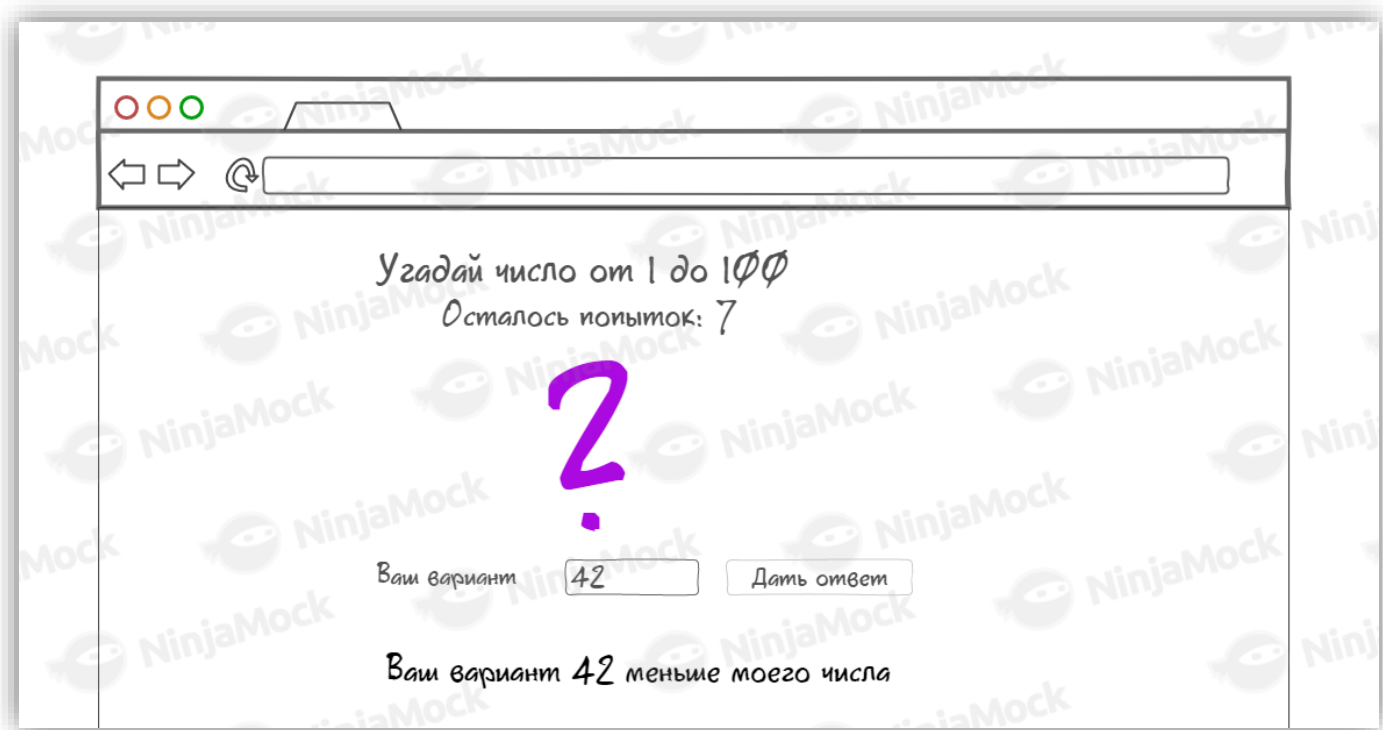 Угадай число от 1 до 100
Осталось попыток: 7
?
Ваш вариант 42 Дать ответ
Ваш вариант 42 меньше моего числа
NinjaMock